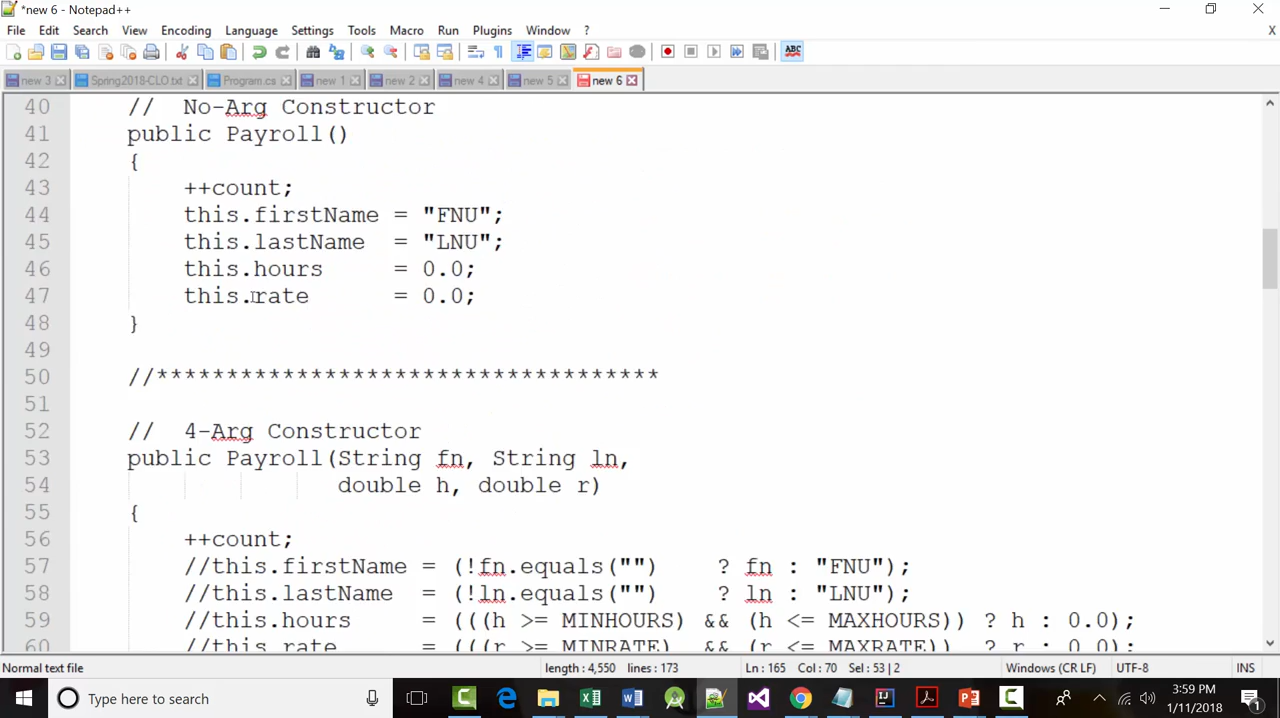 *new 6 - Notepad++
File Edit Search View Encoding Language Settings Tools Macro Run Plugins Window ? X
new 3 Spring2018-CLO.txt Program.cs new 1 new 2 new 4 new 5 new 6
40 // No-Arg Constructor
41 public Payroll()
42 {
43 ++count;
44 this.firstName = "FNU";
45 this.lastName = "LNU";
46 this.hours = 0.0;
47 this.rate = 0.0;
48 }
49
50 //************************************
51
52 // 4-Arg Constructor
53 public Payroll(String fn, String ln,
54 double h, double r)
55 {
56 ++count;
57 //this.firstName = (!fn.equals("") ? fn : "FNU");
58 //this.lastName = (!ln.equals("") ? ln : "LNU");
59 //this.hours = (((h >= MINHOURS) && (h <= MAXHOURS)) ? h : 0.0);
60 //this.rate = (((r >= MINRATE) && (r <= MAXRATE)) ? r : 0.0);
Normal text file length : 4,550 lines : 173 Ln : 165 Col : 70 Sel : 53 | 2 Windows (CR LF) UTF-8 INS
Type here to search
3:59 PM
1/11/2018